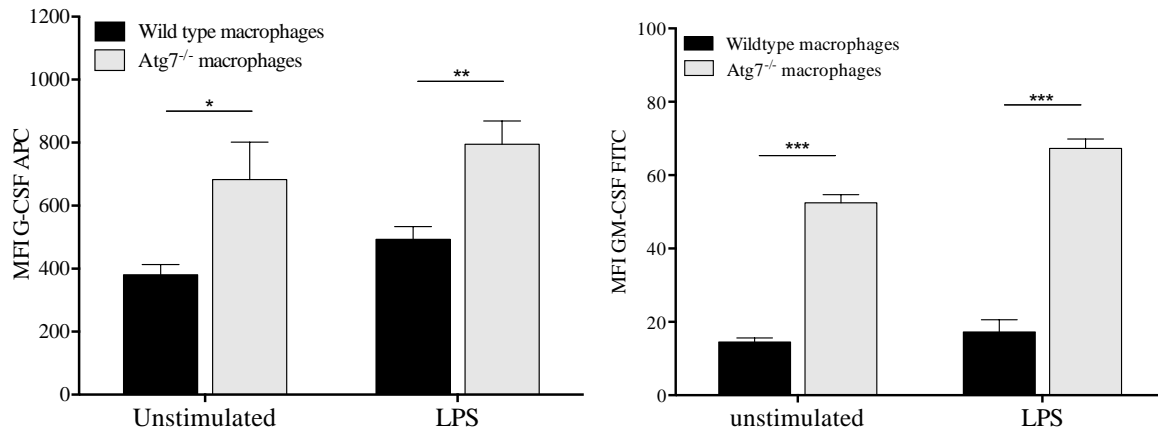 1200
1000
800
600
400
200
0
MFI G-CSF APC
Wild type macrophages
Atg7-/- macrophages
*
**
Unstimulated
LPS
100
80
60
40
20
0
MFI GM-CSF FITC
Wildtype macrophages
Atg7-/- macrophages
***
***
unstimulated
LPS